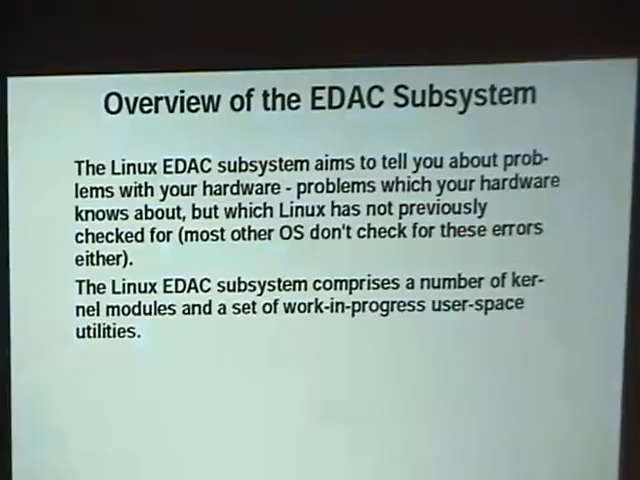 Overview of the EDAC Subsystem
The Linux EDAC subsystem aims to tell you about prob-
lems with your hardware - problems which your hardware
knows about, but which Linux has not previously
checked for (most other OS don't check for these errors
either).
The Linux EDAC subsystem comprises a number of ker-
nel modules and a set of work-in-progress user-space
utilities.